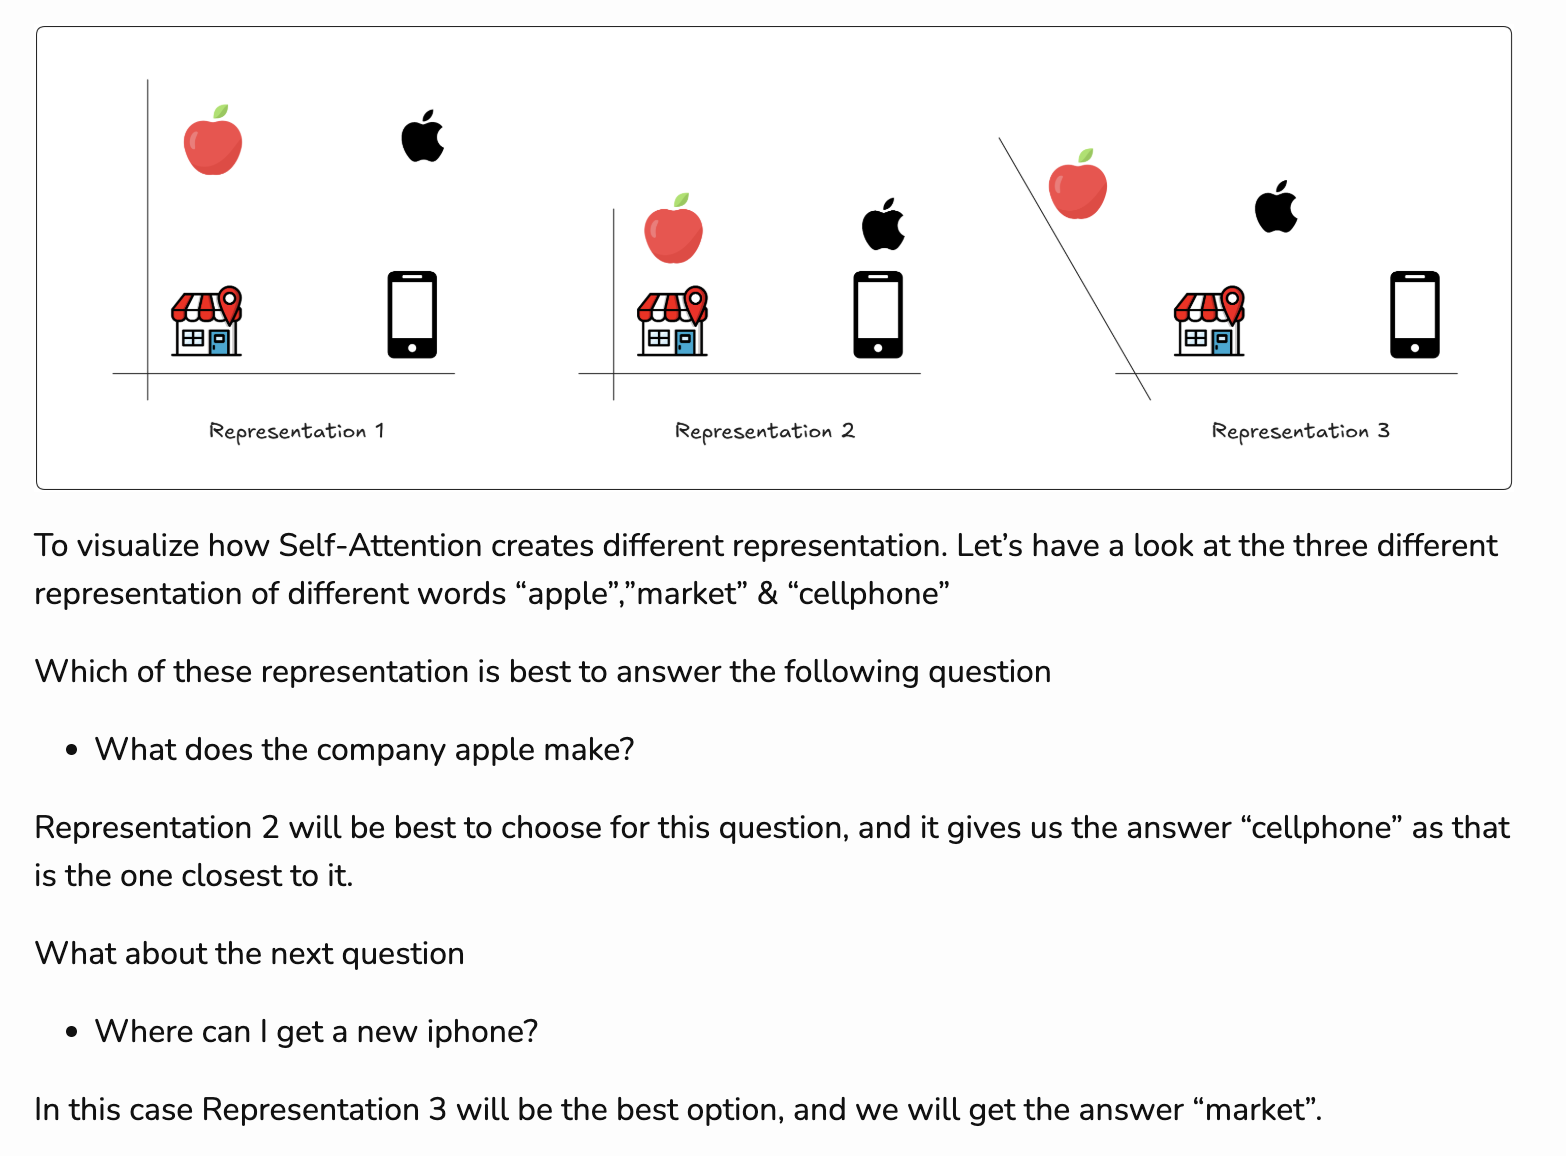 Representation 1
Representation 2
Representation 3
To visualize how Self-Attention creates different representation. Let’s have a look at the three different
representation of different words “apple”,”market” & “cellphone”
Which of these representation is best to answer the following question
• What does the company apple make?
Representation 2 will be best to choose for this question, and it gives us the answer “cellphone” as that
is the one closest to it.
What about the next question
• Where can I get a new iphone?
In this case Representation 3 will be the best option, and we will get the answer “market”.